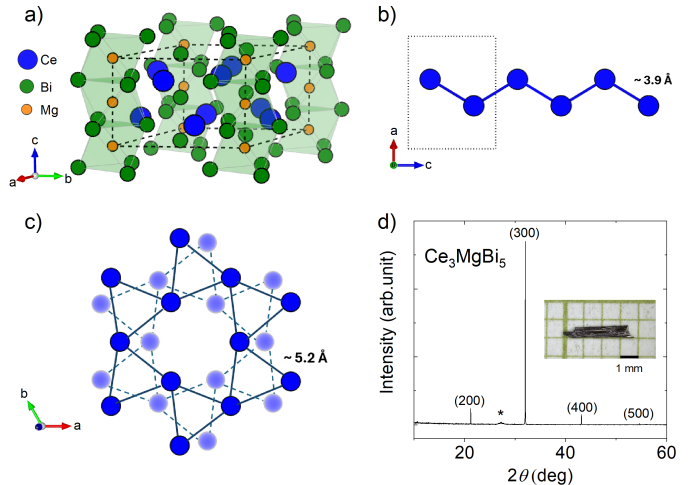 a)
Ce
Bi
Mg
c
a
b
b)
~ 3.9 Å
a
c
c)
~ 5.2 Å
b
a
d)
(300)
Ce₃MgBi₅
1 mm
(200)
*
(400)
(500)
20
40
60
2θ (deg)
Intensity (arb.unit)